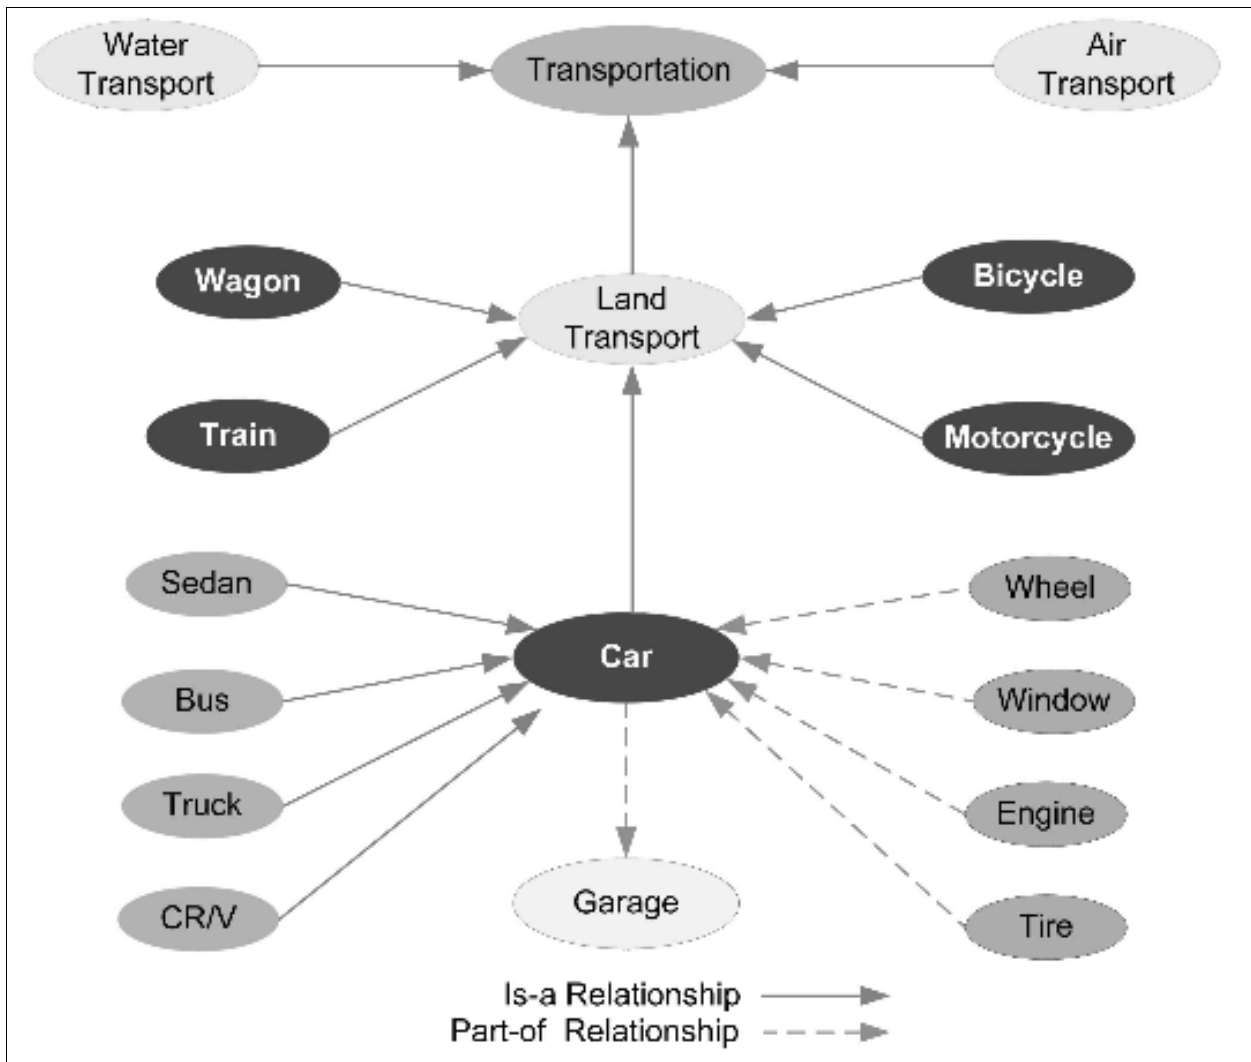 Water
Transport
Transportation
Air
Transport
Wagon
Land
Transport
Bicycle
Train
Motorcycle
Sedan
Wheel
Car
Bus
Window
Truck
Engine
CR/V
Garage
Tire
Is-a Relationship
Part-of Relationship